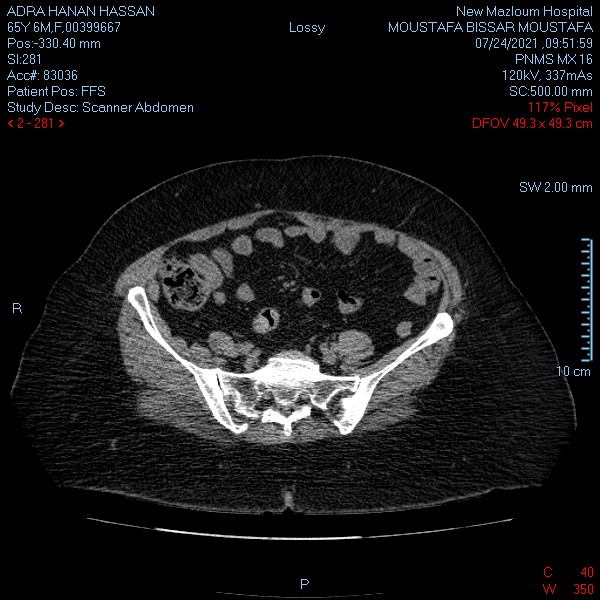 ADRA HANAN HASSAN
65Y 6M,F,00399667
Pos:-330.40 mm
SI:281
Acc#: 83036
Patient Pos: FFS
Study Desc: Scanner Abdomen
< 2 - 281 >
Lossy
New Mazloum Hospital
MOUSTAFA BISSAR MOUSTAFA
07/24/2021 ,09:51:59
PNMS MX 16
120kV, 337mAs
SC:500.00 mm
117% Pixel
DFOV 49.3 x 49.3 cm
SW 2.00 mm
R
10 cm
P
C 40
W 350